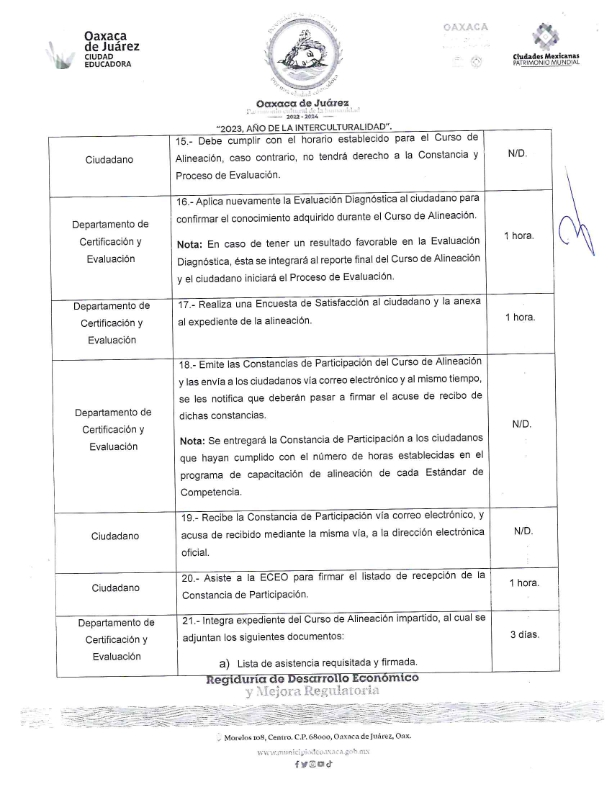 Oaxaca
de Juárez
CIUDAD
EDUCADORA
OAXACA
Ciudades Mexicanas
PATRIMONIO MUNDIAL
Oaxaca de Juárez
2022 - 2024
"2023, AÑO DE LA INTERCULTURALIDAD".
Ciudadano
15.- Debe cumplir con el horario establecido para el Curso de
Alineación, caso contrario, no tendrá derecho a la Constancia y
Proceso de Evaluación.
N/D.
Departamento de
Certificación y
Evaluación
16.- Aplica nuevamente la Evaluación Diagnóstica al ciudadano para
confirmar el conocimiento adquirido durante el Curso de Alineación.
Nota: En caso de tener un resultado favorable en la Evaluación
Diagnóstica, ésta se integrará al reporte final del Curso de Alineación
y el ciudadano iniciará el Proceso de Evaluación.
1 hora.
Departamento de
Certificación y
Evaluación
17.- Realiza una Encuesta de Satisfacción al ciudadano y la anexa
al expediente de la alineación.
1 hora.
Departamento de
Certificación y
Evaluación
18.- Emite las Constancias de Participación del Curso de Alineación
y las envía a los ciudadanos vía correo electrónico y al mismo tiempo,
se les notifica que deberán pasar a firmar el acuse de recibo de
dichas constancias.
Nota: Se entregará la Constancia de Participación a los ciudadanos
que hayan cumplido con el número de horas establecidas en el
programa de capacitación de alineación de cada Estándar de
Competencia.
N/D.
Ciudadano
19.- Recibe la Constancia de Participación vía correo electrónico, y
acusa de recibido mediante la misma vía, a la dirección electrónica
oficial.
N/D.
Ciudadano
20.- Asiste a la ECEO para firmar el listado de recepción de la
Constancia de Participación.
1 hora.
Departamento de
Certificación y
Evaluación
21.- Integra expediente del Curso de Alineación impartido, al cual se
adjuntan los siguientes documentos:
a) Lista de asistencia requisitada y firmada.
3 días.
Regiduría de Desarrollo Económico
y Mejora Regulatoria
Morelos 108, Centro. C.P. 68000, Oaxaca de Juárez, Oax.
www.municipiodeoaxaca.gob.mx